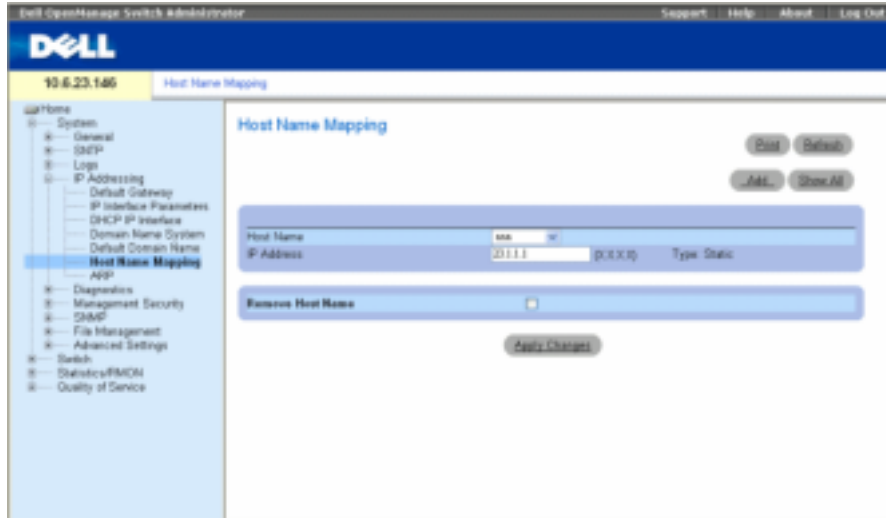 Dell OpenManage Switch Administrator
Support Help About Log Out
DELL
10.6.23.146
Host Name Mapping
Home
System
General
SNTP
Logs
IP Addressing
Default Gateway
IP Interface Parameters
DHCP IP Interface
Domain Name System
Default Domain Name
Host Name Mapping
ARP
Diagnostics
Management Security
SNMP
File Management
Advanced Settings
Switch
Statistics/RMON
Quality of Service
Host Name Mapping
Print Refresh
Add.. Show All
Host Name
IP Address (X.X.X.X) Type Static
Remove Host Name
Apply Changes